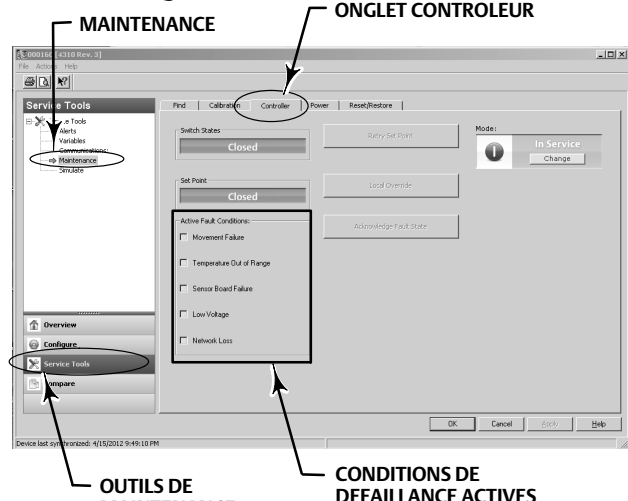 ONGLET CONTROLEUR
MAINTENANCE
000166 [4310 Rev. 3]
File Actions Help
Service Tools
Find Calibration Controller Power Reset/Restore
.e Tools
Alerts
Variables
Communications:
Maintenance
Simulate
Switch States
Closed
Retry Set Point
Mode:
In Service
Change
Set Point
Closed
Local Override
Active Fault Conditions:
Acknowledge Fault State
Movement Failure
Temperature Out of Range
Sensor Board Failure
Low Voltage
Network Loss
Overview
Configure
Service Tools
Compare
OK Cancel Apply Help
Device last synchronized: 4/15/2012 9:49:10 PM
OUTILS DE
MAINTENANCE
CONDITIONS DE
DEFAILLANCE ACTIVES